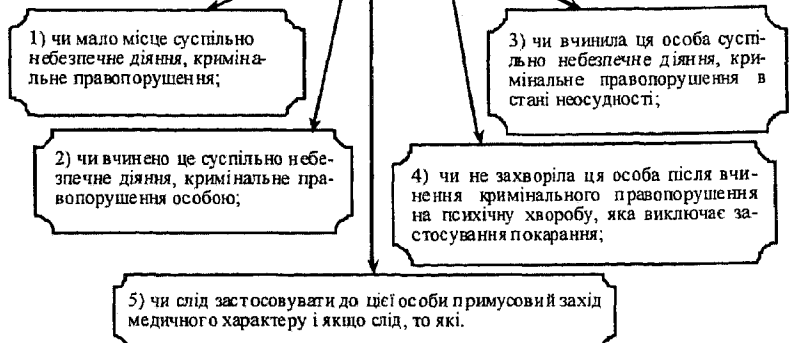 1) чи мало місце суспільно
небезпечне діяння, криміна-
льне правопорушення;
2) чи вчинено це суспільно небе-
зпечне діяння, кримінальне пра-
вопорушення особою;
3) чи вчинила ця особа суспі-
льно небезпечне діяння, кри-
мінальне правопорушення в
стані неосудності;
4) чи не захворіла ця особа після вчи-
нення кримінального правопорушення
на психічну хворобу, яка виключає за-
стосування покарання;
5) чи слід застосовувати до цієї особи примусовий захід
медичного характеру і якщо слід, то які.